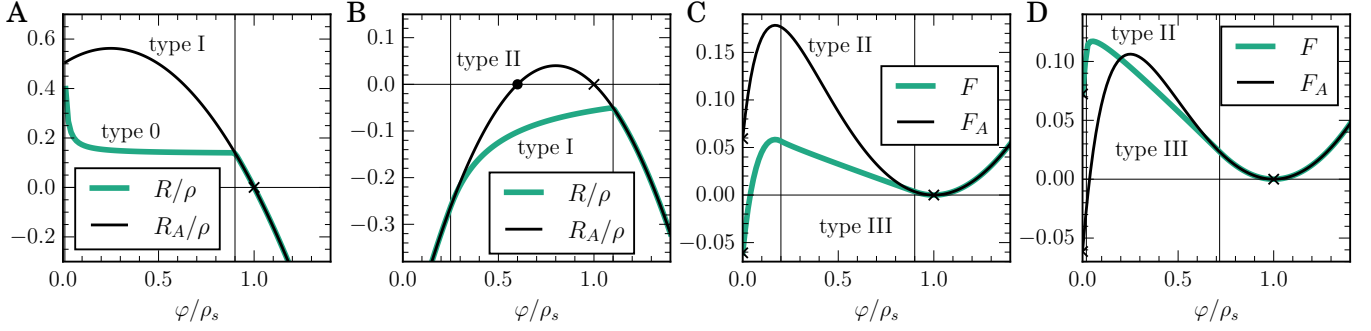 A
0.6
0.4
0.2
0.0
−0.2
type I
type 0
R/ρ
R_A/ρ
0.0
0.5
1.0
φ/ρ_s
B
0.1
0.0
−0.1
−0.2
−0.3
type II
type I
R/ρ
R_A/ρ
0.0
0.5
1.0
φ/ρ_s
C
0.15
0.10
0.05
0.00
−0.05
type II
F
F_A
type III
0.0
0.5
1.0
φ/ρ_s
D
0.10
0.05
0.00
−0.05
type II
F
F_A
type III
0.0
0.5
1.0
φ/ρ_s